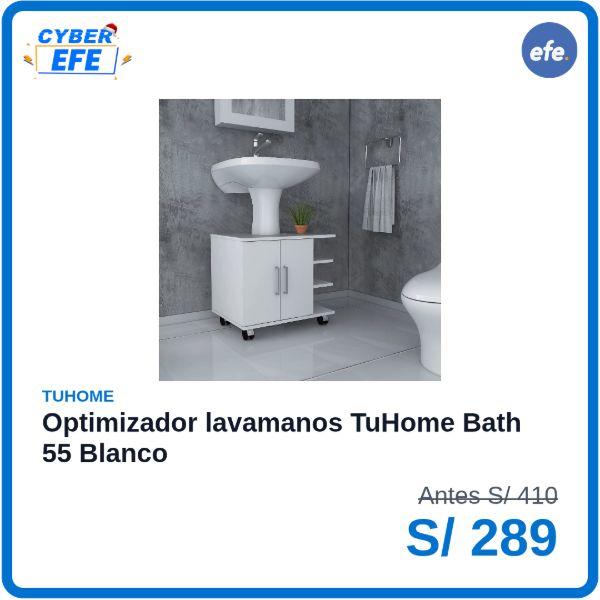 CYBER
EFE
efe.
TUHOME
Optimizador lavamanos TuHome Bath
55 Blanco
Antes S/ 410
S/ 289